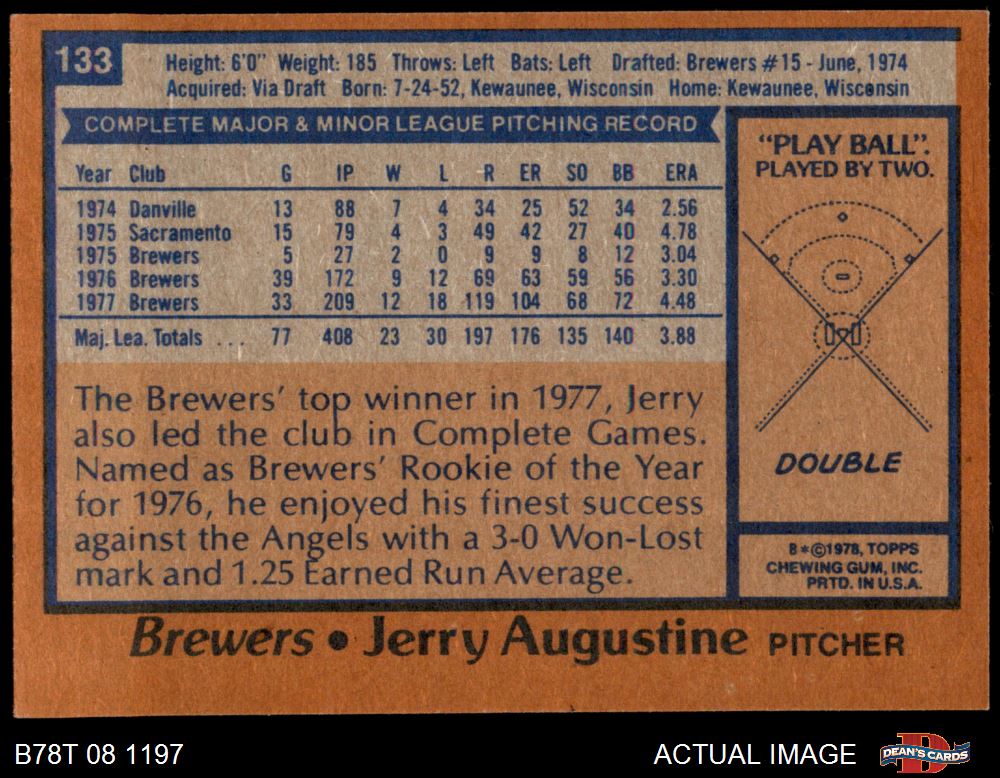 133
Height: 6'0" Weight: 185 Throws: Left Bats: Left Drafted: Brewers #15 - June, 1974
Acquired: Via Draft Born: 7-24-52, Kewaunee, Wisconsin Home: Kewaunee, Wisconsin
COMPLETE MAJOR & MINOR LEAGUE PITCHING RECORD
Year Club G IP W L R ER SO BB ERA
1974 Danville 13 88 7 4 34 25 52 34 2.56
1975 Sacramento 15 79 4 3 49 42 27 40 4.78
1975 Brewers 5 27 2 0 9 9 8 12 3.04
1976 Brewers 39 172 9 12 69 63 59 56 3.30
1977 Brewers 33 209 12 18 119 104 68 72 4.48
Maj. Lea. Totals ... 77 408 23 30 197 176 135 140 3.88
The Brewers' top winner in 1977, Jerry
also led the club in Complete Games.
Named as Brewers' Rookie of the Year
for 1976, he enjoyed his finest success
against the Angels with a 3-0 Won-Lost
mark and 1.25 Earned Run Average.
"PLAY BALL".
PLAYED BY TWO.
DOUBLE
B*©1978, TOPPS
CHEWING GUM, INC.
PRTD. IN U.S.A.
Brewers • Jerry Augustine PITCHER
B78T 08 1197
ACTUAL IMAGE
D
DEAN'S CARDS